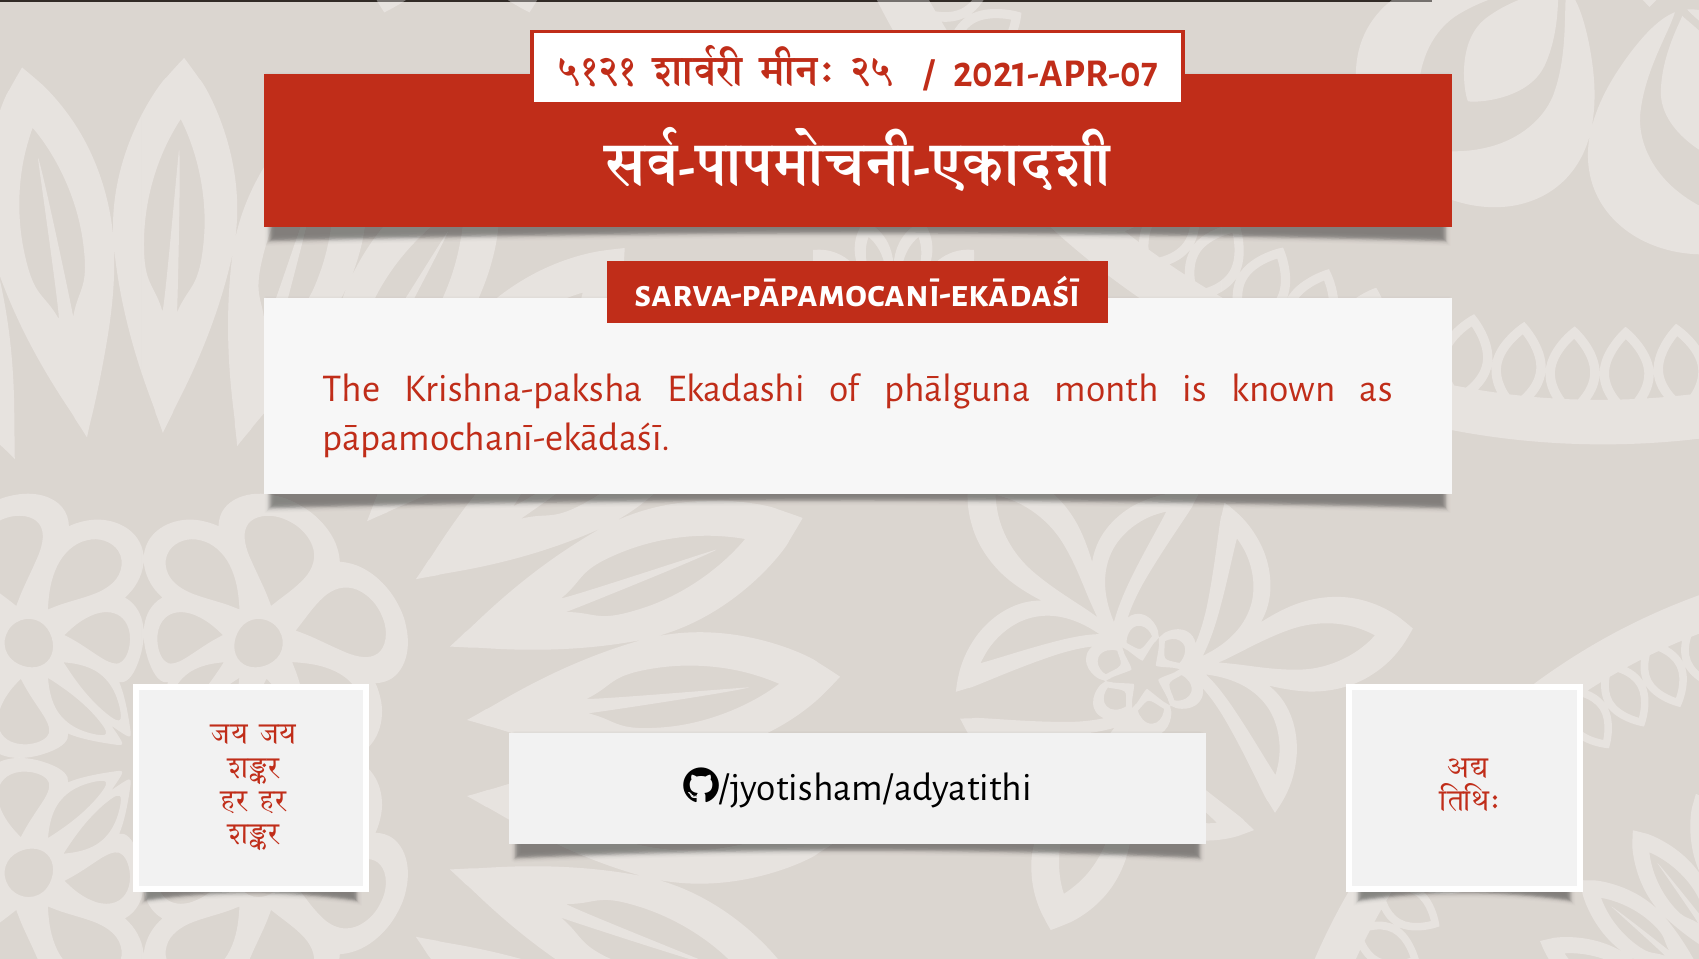 ५१२१ शार्वरी मीनः २५ / 2021-APR-07
सर्व-पापमोचनी-एकादशी
SARVA-PĀPAMOCANĪ-EKĀDAŚĪ
The Krishna-paksha Ekadashi of phālguna month is known as
pāpamochanī-ekādaśī.
जय जय
शङ्कर
हर हर
शङ्कर
/jyotisham/adyatithi
अद्य
तिथिः